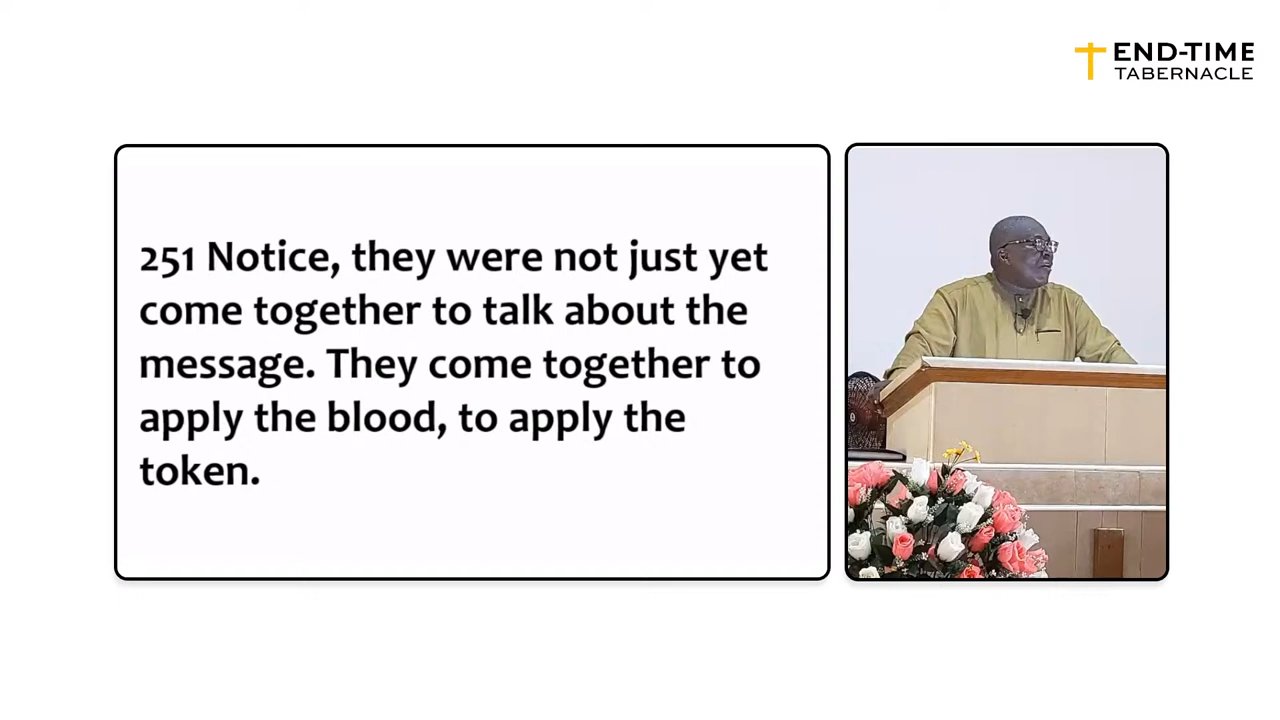 END-TIME
TABERNACLE
251 Notice, they were not just yet
come together to talk about the
message. They come together to
apply the blood, to apply the
token.